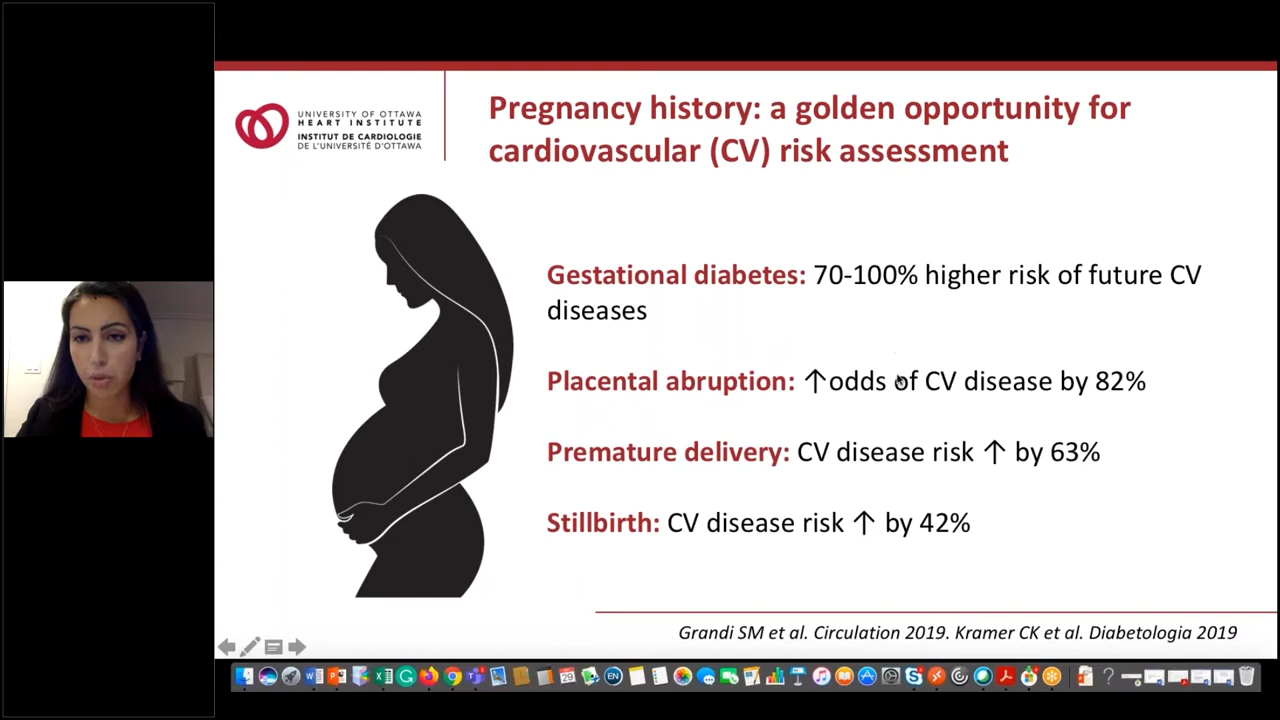 UNIVERSITY OF OTTAWA
HEART INSTITUTE
INSTITUT DE CARDIOLOGIE
DE L'UNIVERSITÉ D'OTTAWA
Pregnancy history: a golden opportunity for
cardiovascular (CV) risk assessment
Gestational diabetes: 70-100% higher risk of future CV
diseases
Placental abruption: ↑odds of CV disease by 82%
Premature delivery: CV disease risk ↑ by 63%
Stillbirth: CV disease risk ↑ by 42%
Grandi SM et al. Circulation 2019. Kramer CK et al. Diabetologia 2019
29
EN